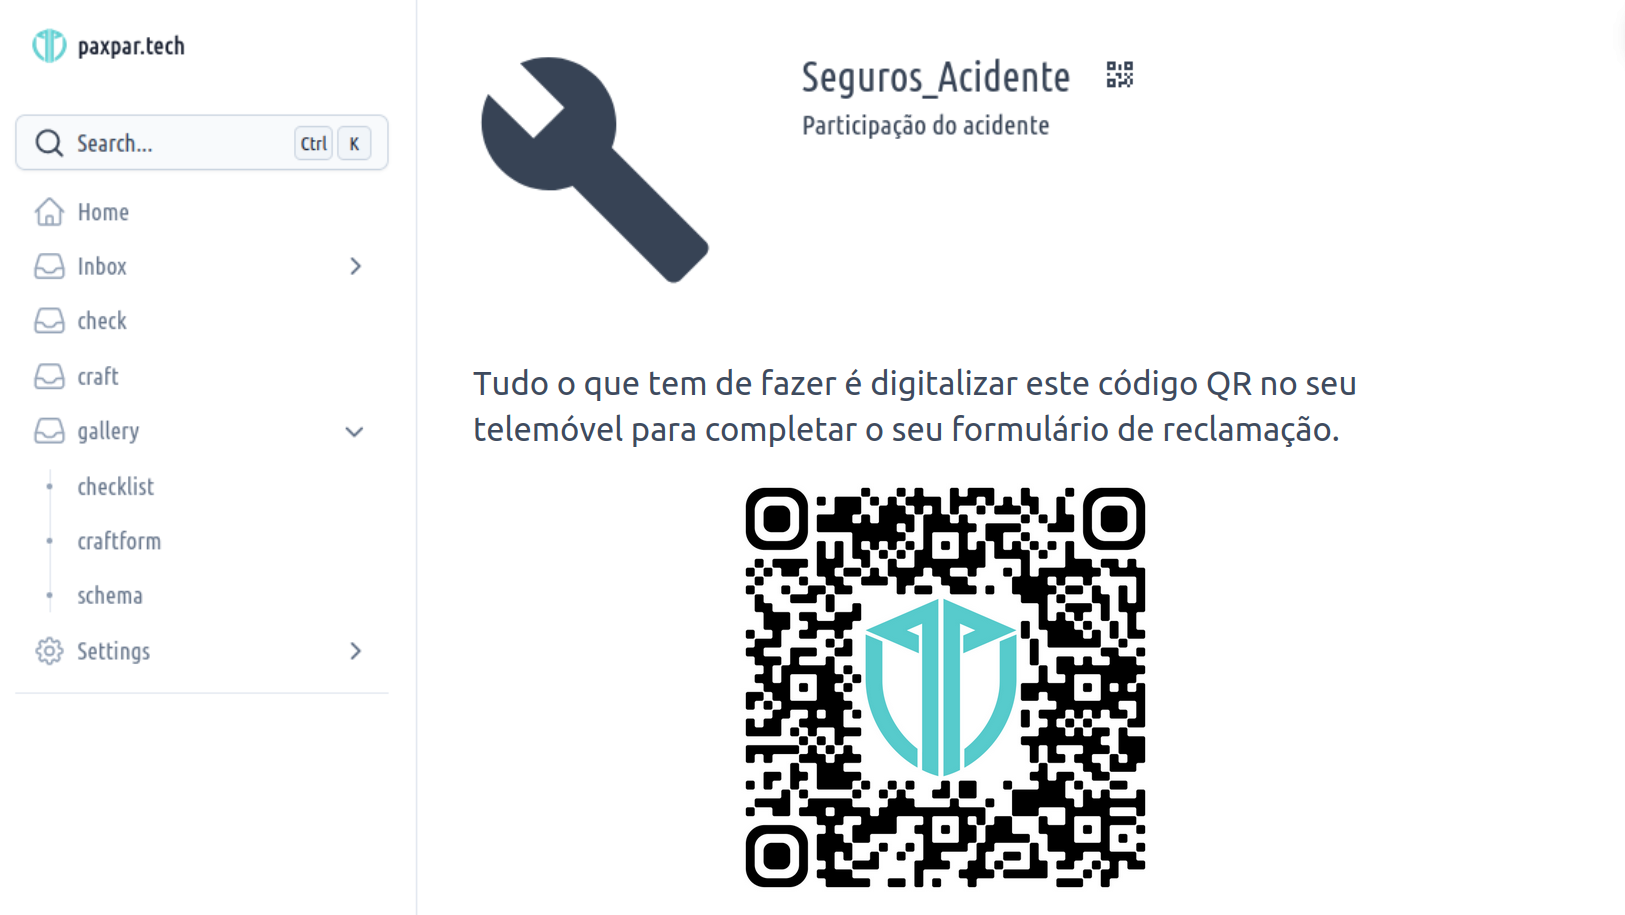 paxpar.tech
Search...
Ctrl
K
Home
Inbox
check
craft
gallery
checklist
craftform
schema
Settings
Seguros_Acidente
Participação do acidente
Tudo o que tem de fazer é digitalizar este código QR no seu
telemóvel para completar o seu formulário de reclamação.